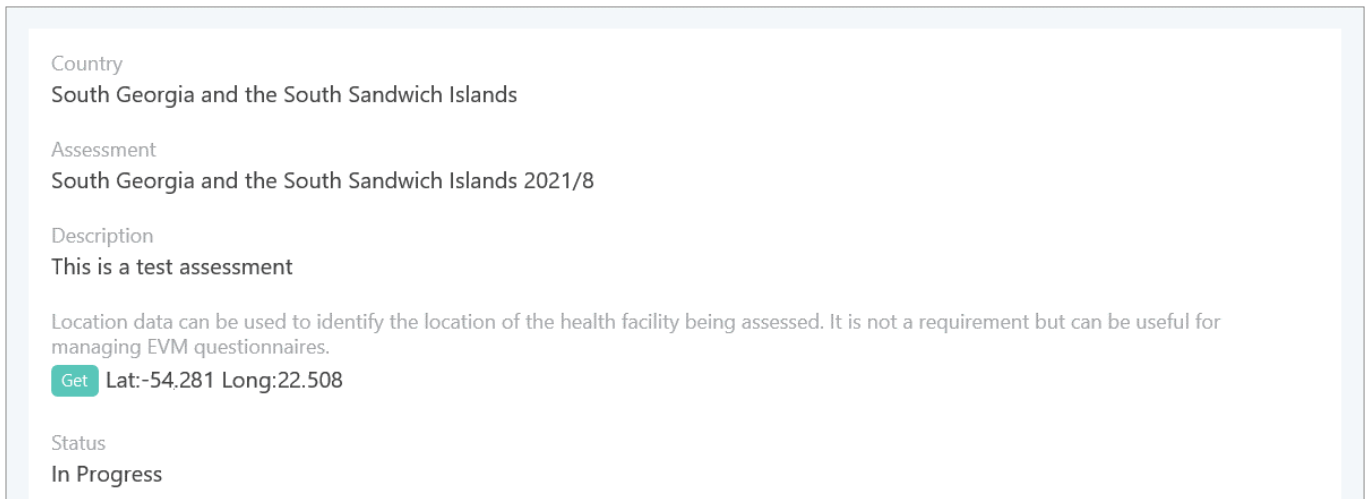 Country
South Georgia and the South Sandwich Islands
Assessment
South Georgia and the South Sandwich Islands 2021/8
Description
This is a test assessment
Location data can be used to identify the location of the health facility being assessed. It is not a requirement but can be useful for
managing EVM questionnaires.
Get Lat:-54.281 Long:22.508
Status
In Progress